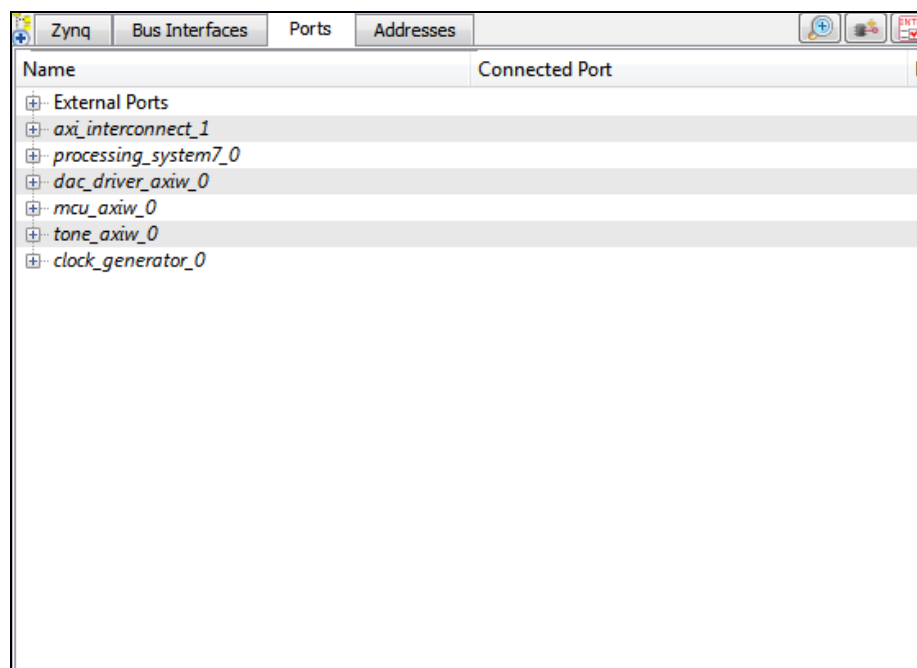 Zynq Bus Interfaces Ports Addresses
Name Connected Port
External Ports
axi_interconnect_1
processing_system7_0
dac_driver_axiw_0
mcu_axiw_0
tone_axiw_0
clock_generator_0